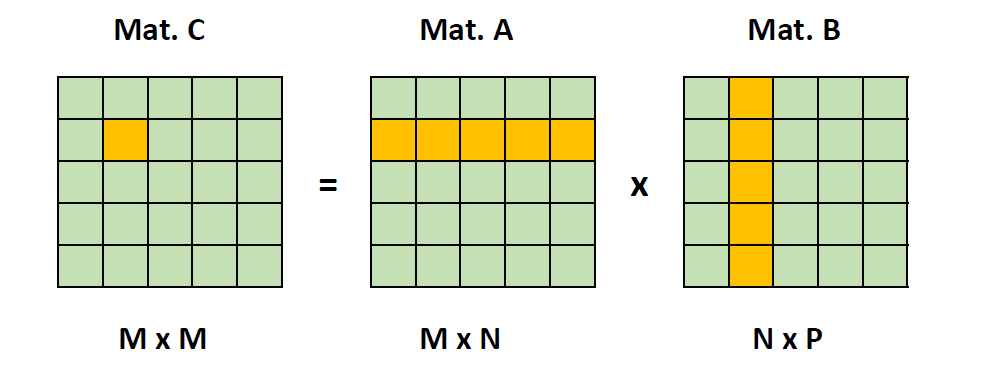 Mat. C Mat. A Mat. B
= x
M x M M x N N x P